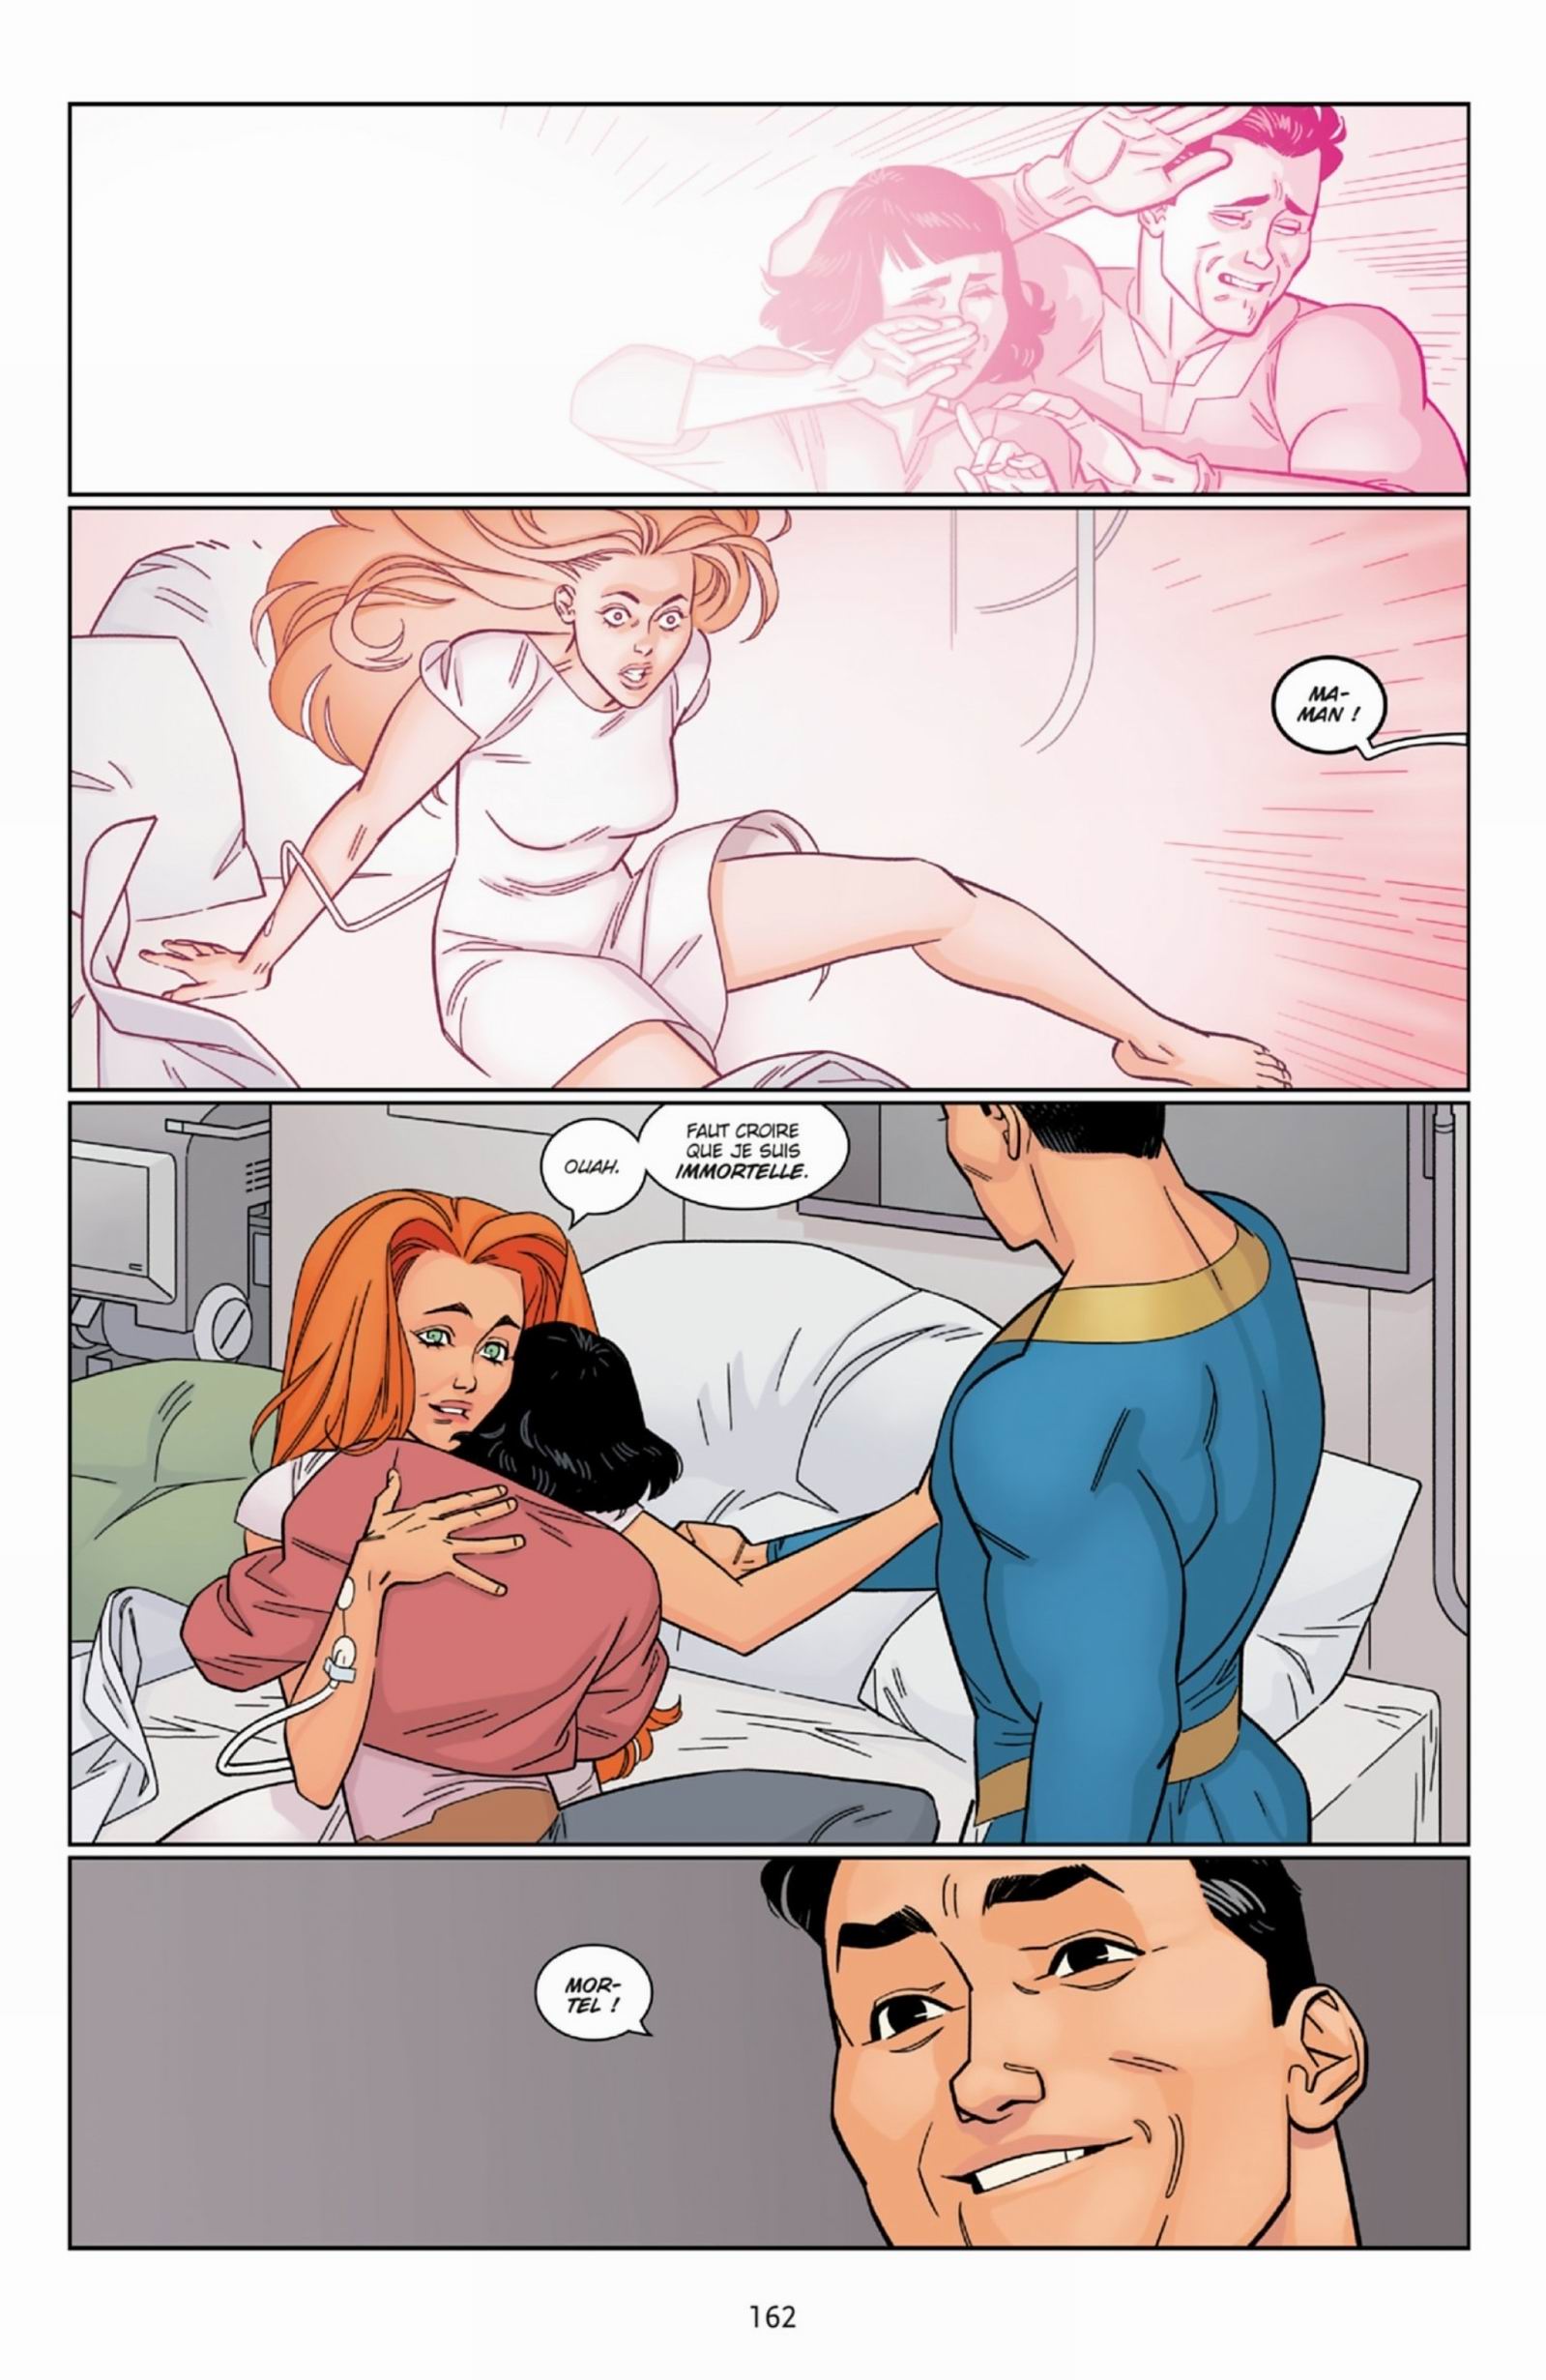 MA-
MAN !
OUAH.
FAUT CROIRE
QUE JE SUIS
IMMORTELLE.
MOR-
TEL !
162